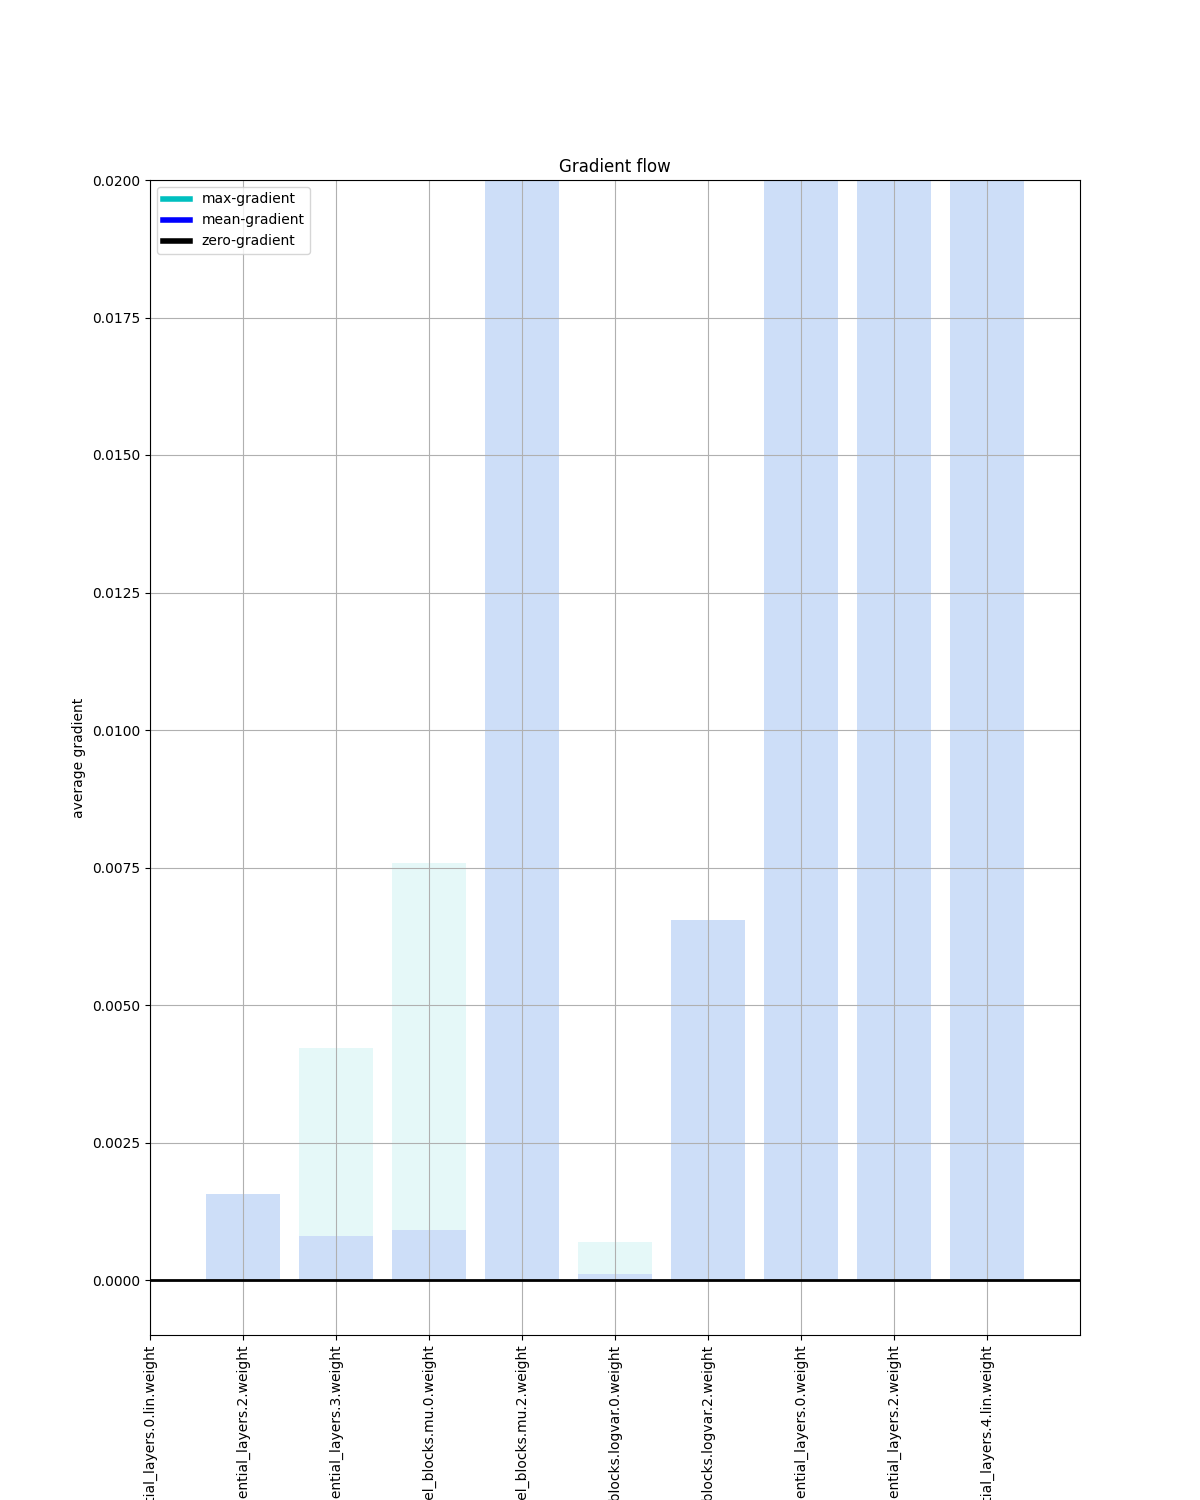 Gradient flow
max-gradient
mean-gradient
zero-gradient
0.0200
0.0175
0.0150
0.0125
0.0100
0.0075
0.0050
0.0025
0.0000
average gradient
tial_layers.0.lin.weight
ential_layers.2.weight
ential_layers.3.weight
el_blocks.mu.0.weight
el_blocks.mu.2.weight
blocks.logvar.0.weight
blocks.logvar.2.weight
ential_layers.0.weight
ential_layers.2.weight
tial_layers.4.lin.weight